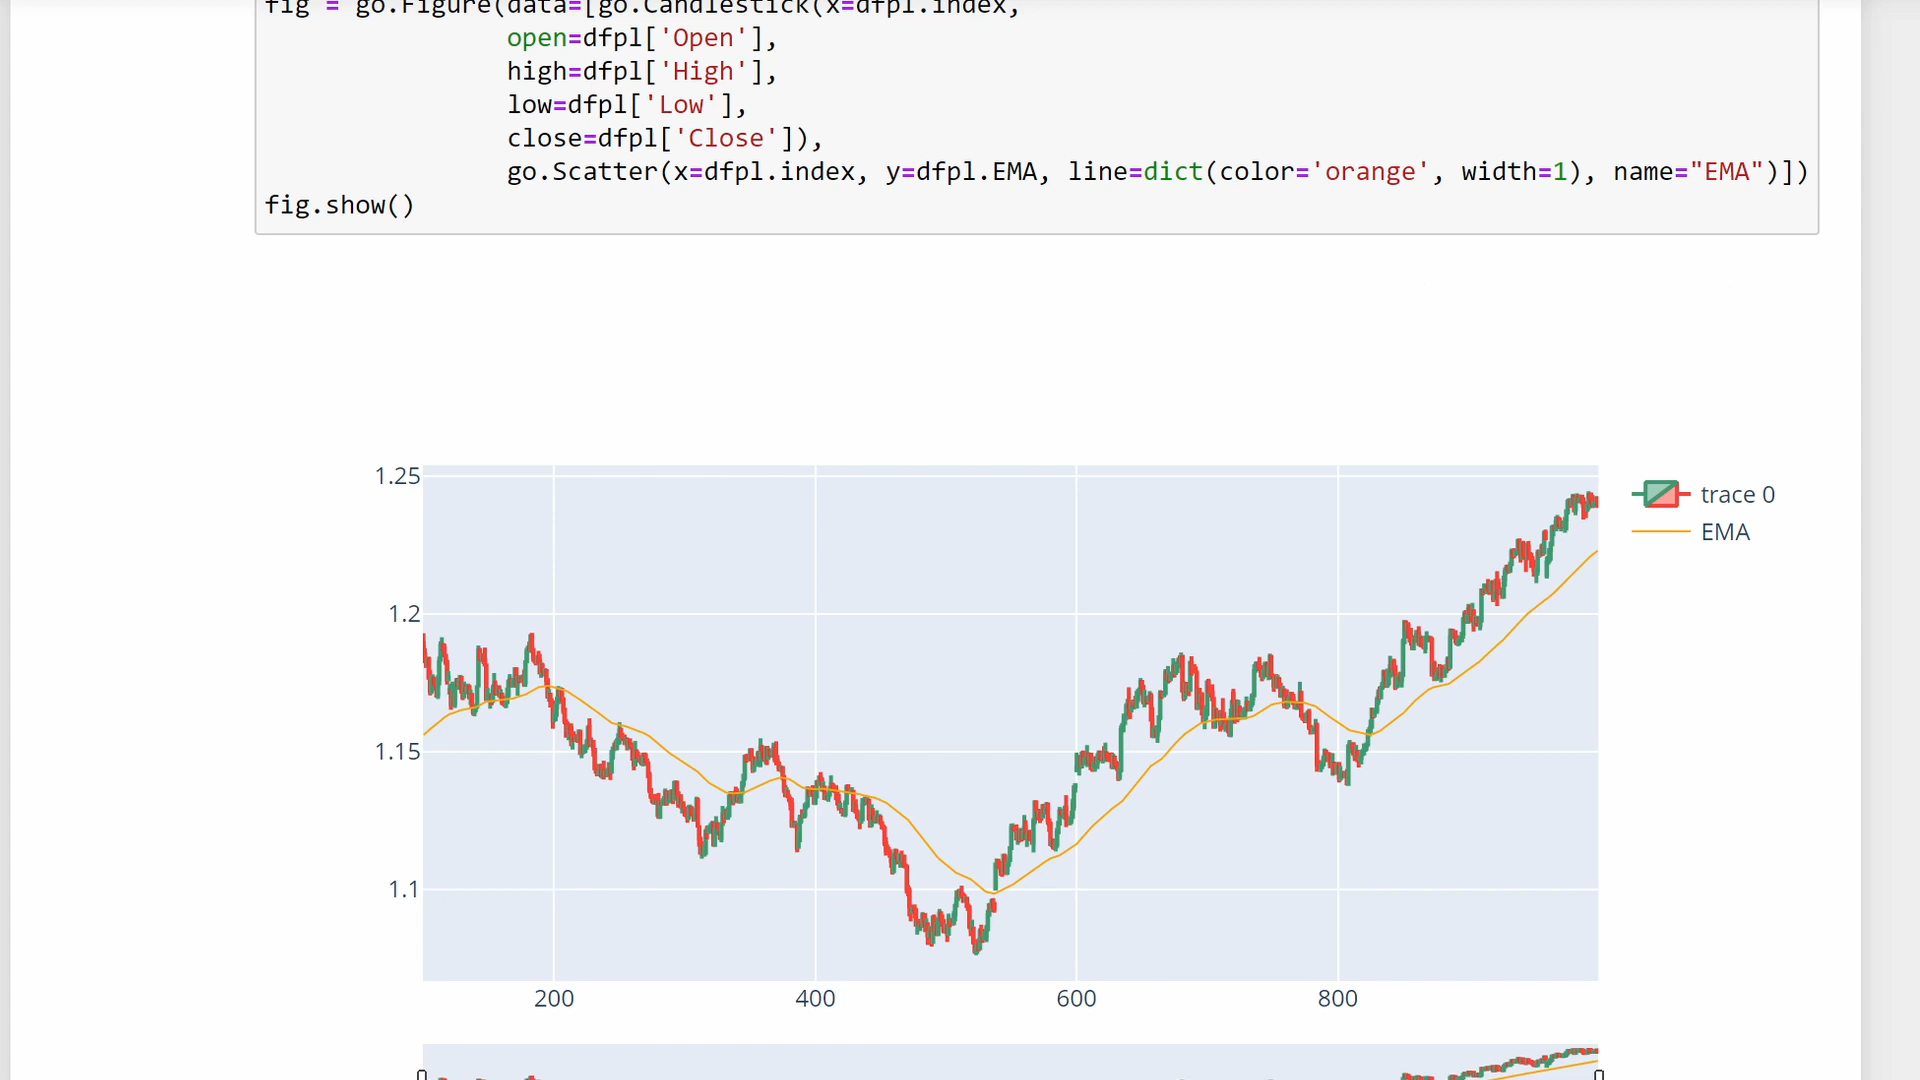 fig = go.Figure(data=[go.Candlestick(x=dfpl.index,
open=dfpl['Open'],
high=dfpl['High'],
low=dfpl['Low'],
close=dfpl['Close']),
go.Scatter(x=dfpl.index, y=dfpl.EMA, line=dict(color='orange', width=1), name="EMA")])
fig.show()
1.25
1.2
1.15
1.1
200 400 600 800
trace 0
EMA